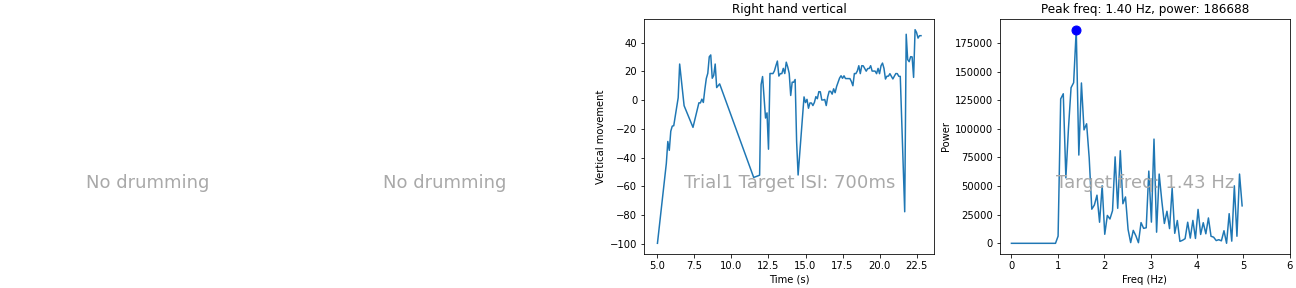 No drumming
No drumming
Right hand vertical
Vertical movement
40
20
0
−20
−40
−60
−80
−100
Trial1 Target ISI: 700ms
5.0 7.5 10.0 12.5 15.0 17.5 20.0 22.5
Time (s)
Peak freq: 1.40 Hz, power: 186688
Power
175000
150000
125000
100000
75000
50000
25000
0
Target freq: 1.43 Hz
0 1 2 3 4 5 6
Freq (Hz)